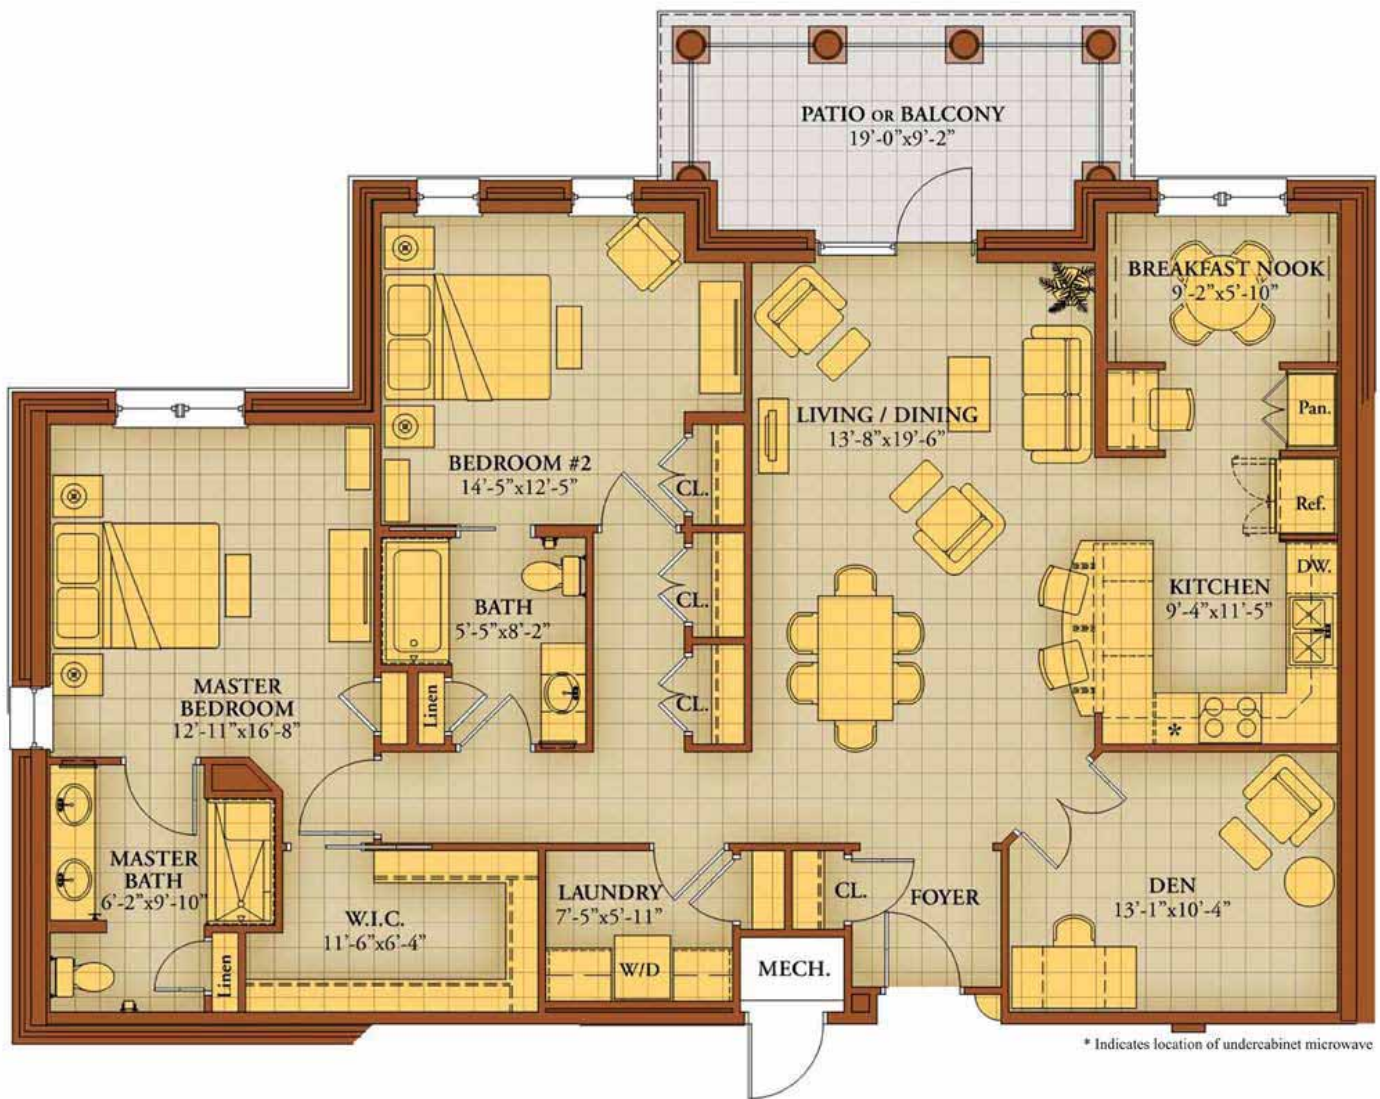 PATIO OR BALCONY
19'-0"x9'-2"
BREAKFAST NOOK
9'-2"x5'-10"
Pan.
LIVING / DINING
13'-8"x19'-6"
BEDROOM #2
14'-5"x12'-5"
CL.
Ref.
DW.
KITCHEN
9'-4"x11'-5"
CL.
BATH
5'-5"x8'-2"
MASTER
BEDROOM
12'-11"x16'-8"
Linen
CL.
*
MASTER
BATH
6'-2"x9'-10"
LAUNDRY
7'-5"x5'-11"
CL.
FOYER
DEN
13'-1"x10'-4"
W.I.C.
11'-6"x6'-4"
Linen
W/D
MECH.
* Indicates location of undercabinet microwave